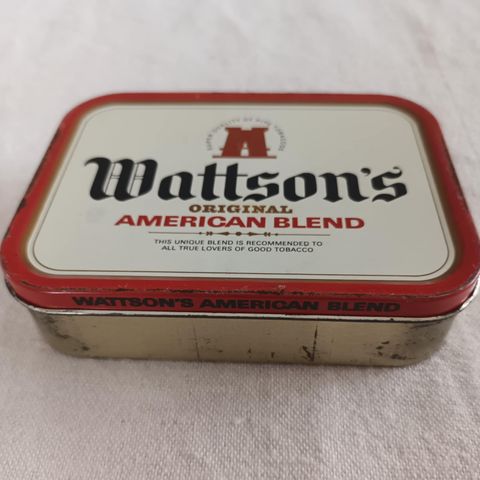 Wattson's
ORIGINAL
AMERICAN BLEND
THIS UNIQUE BLEND IS RECOMMENDED TO
ALL TRUE LOVERS OF GOOD TOBACCO
WATTSON'S AMERICAN BLEND